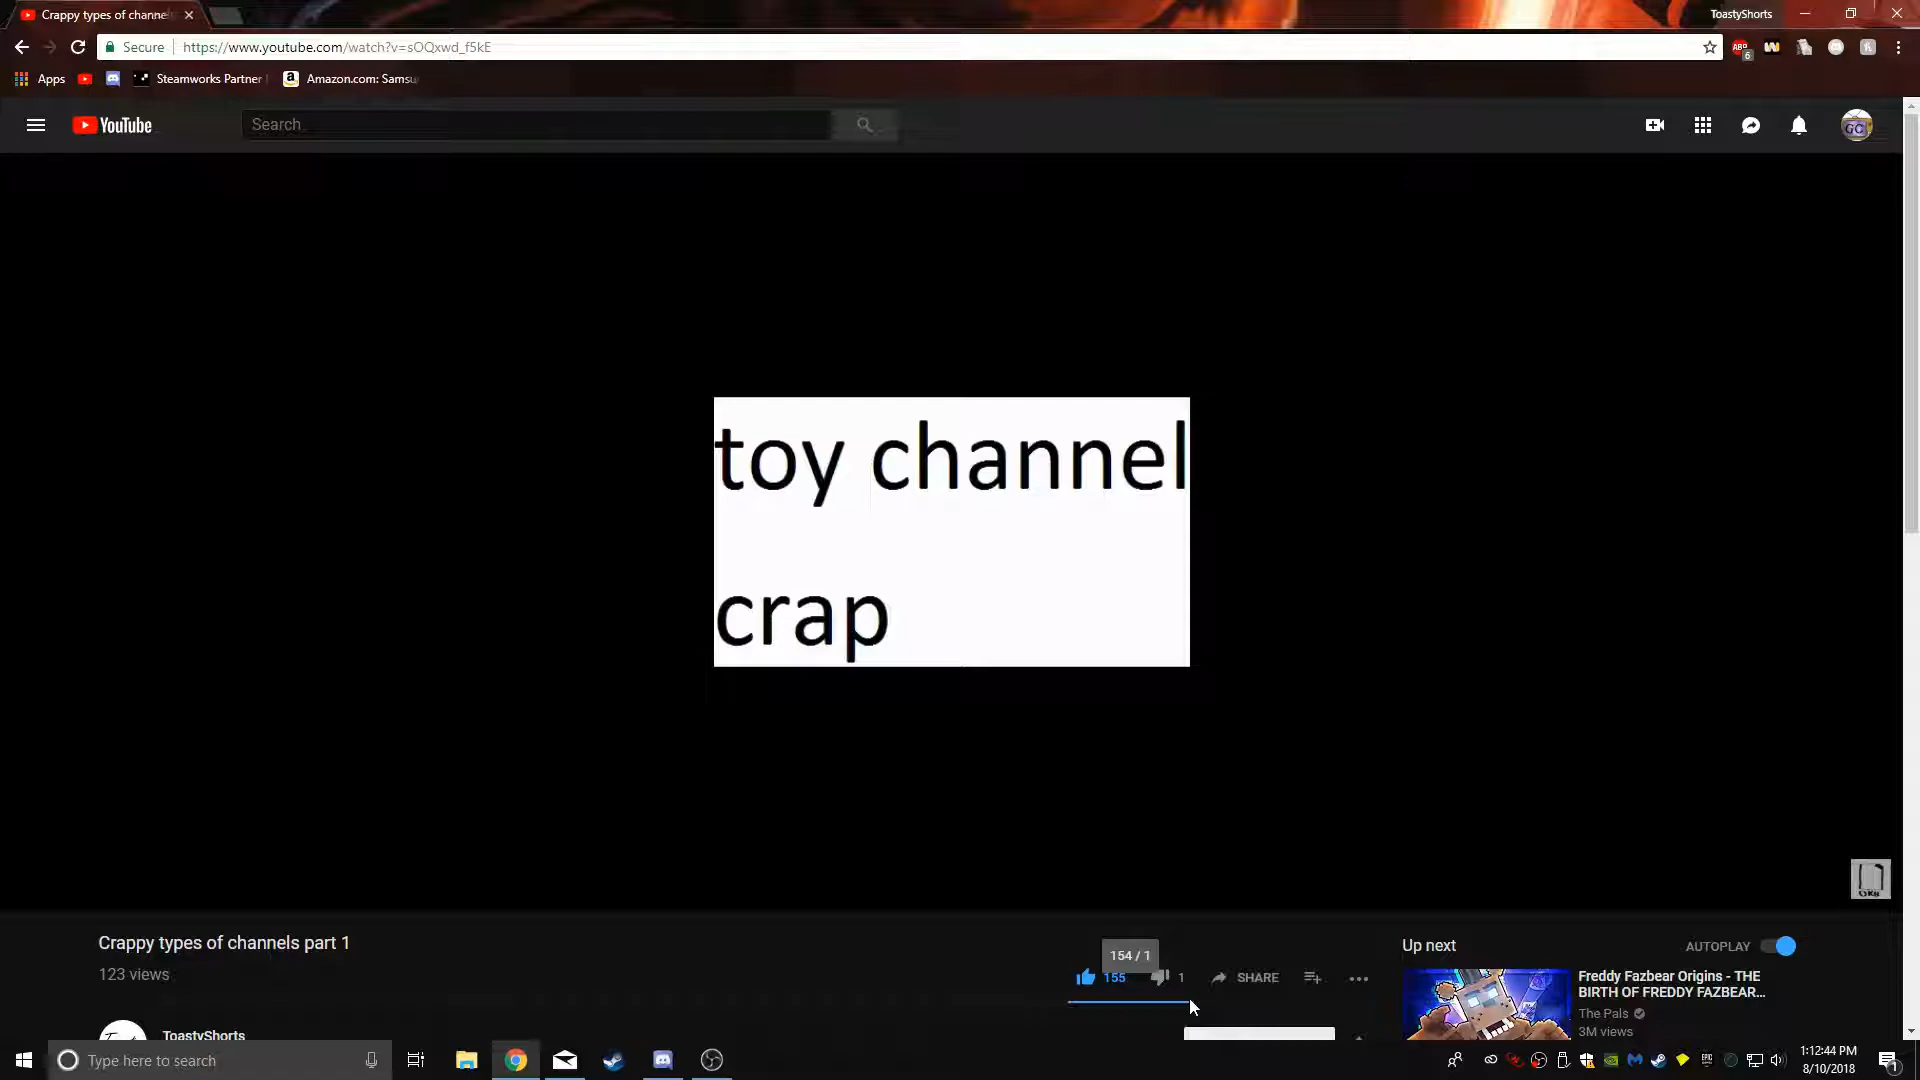 Crappy types of channel
ToastyShorts
Secure
https://www.youtube.com/watch?v=sOQxwd_f5kE
Apps
Steamworks Partner
Amazon.com: Samsu
YouTube
Search
GC
toy channel
crap
Crappy types of channels part 1
123 views
154 / 1
155
1
SHARE
Up next
AUTOPLAY
Freddy Fazbear Origins - THE
BIRTH OF FREDDY FAZBEAR...
The Pals
3M views
ToastyShorts
Type here to search
1:12:44 PM
8/10/2018